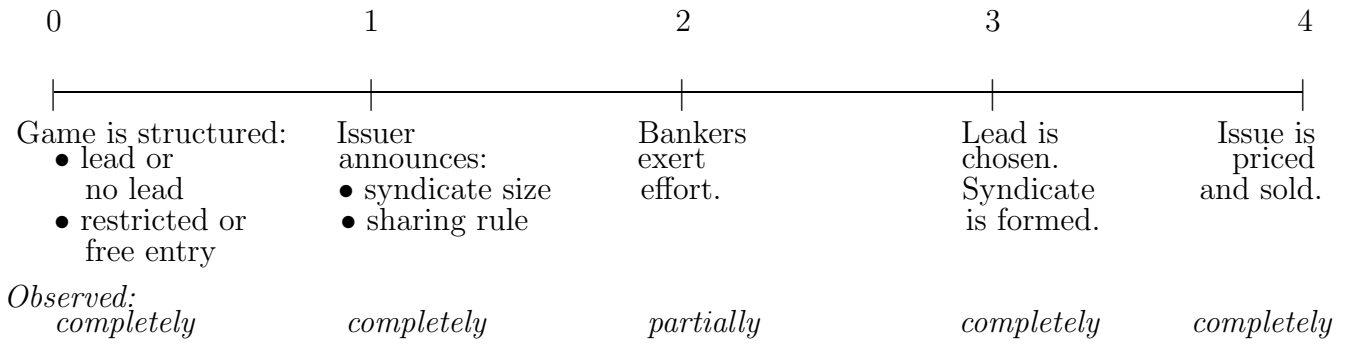 0 1 2 3 4
Game is structured:
• lead or
no lead
• restricted or
free entry
Issuer
announces:
• syndicate size
• sharing rule
Bankers
exert
effort.
Lead is
chosen.
Syndicate
is formed.
Issue is
priced
and sold.
Observed:
completely completely partially completely completely